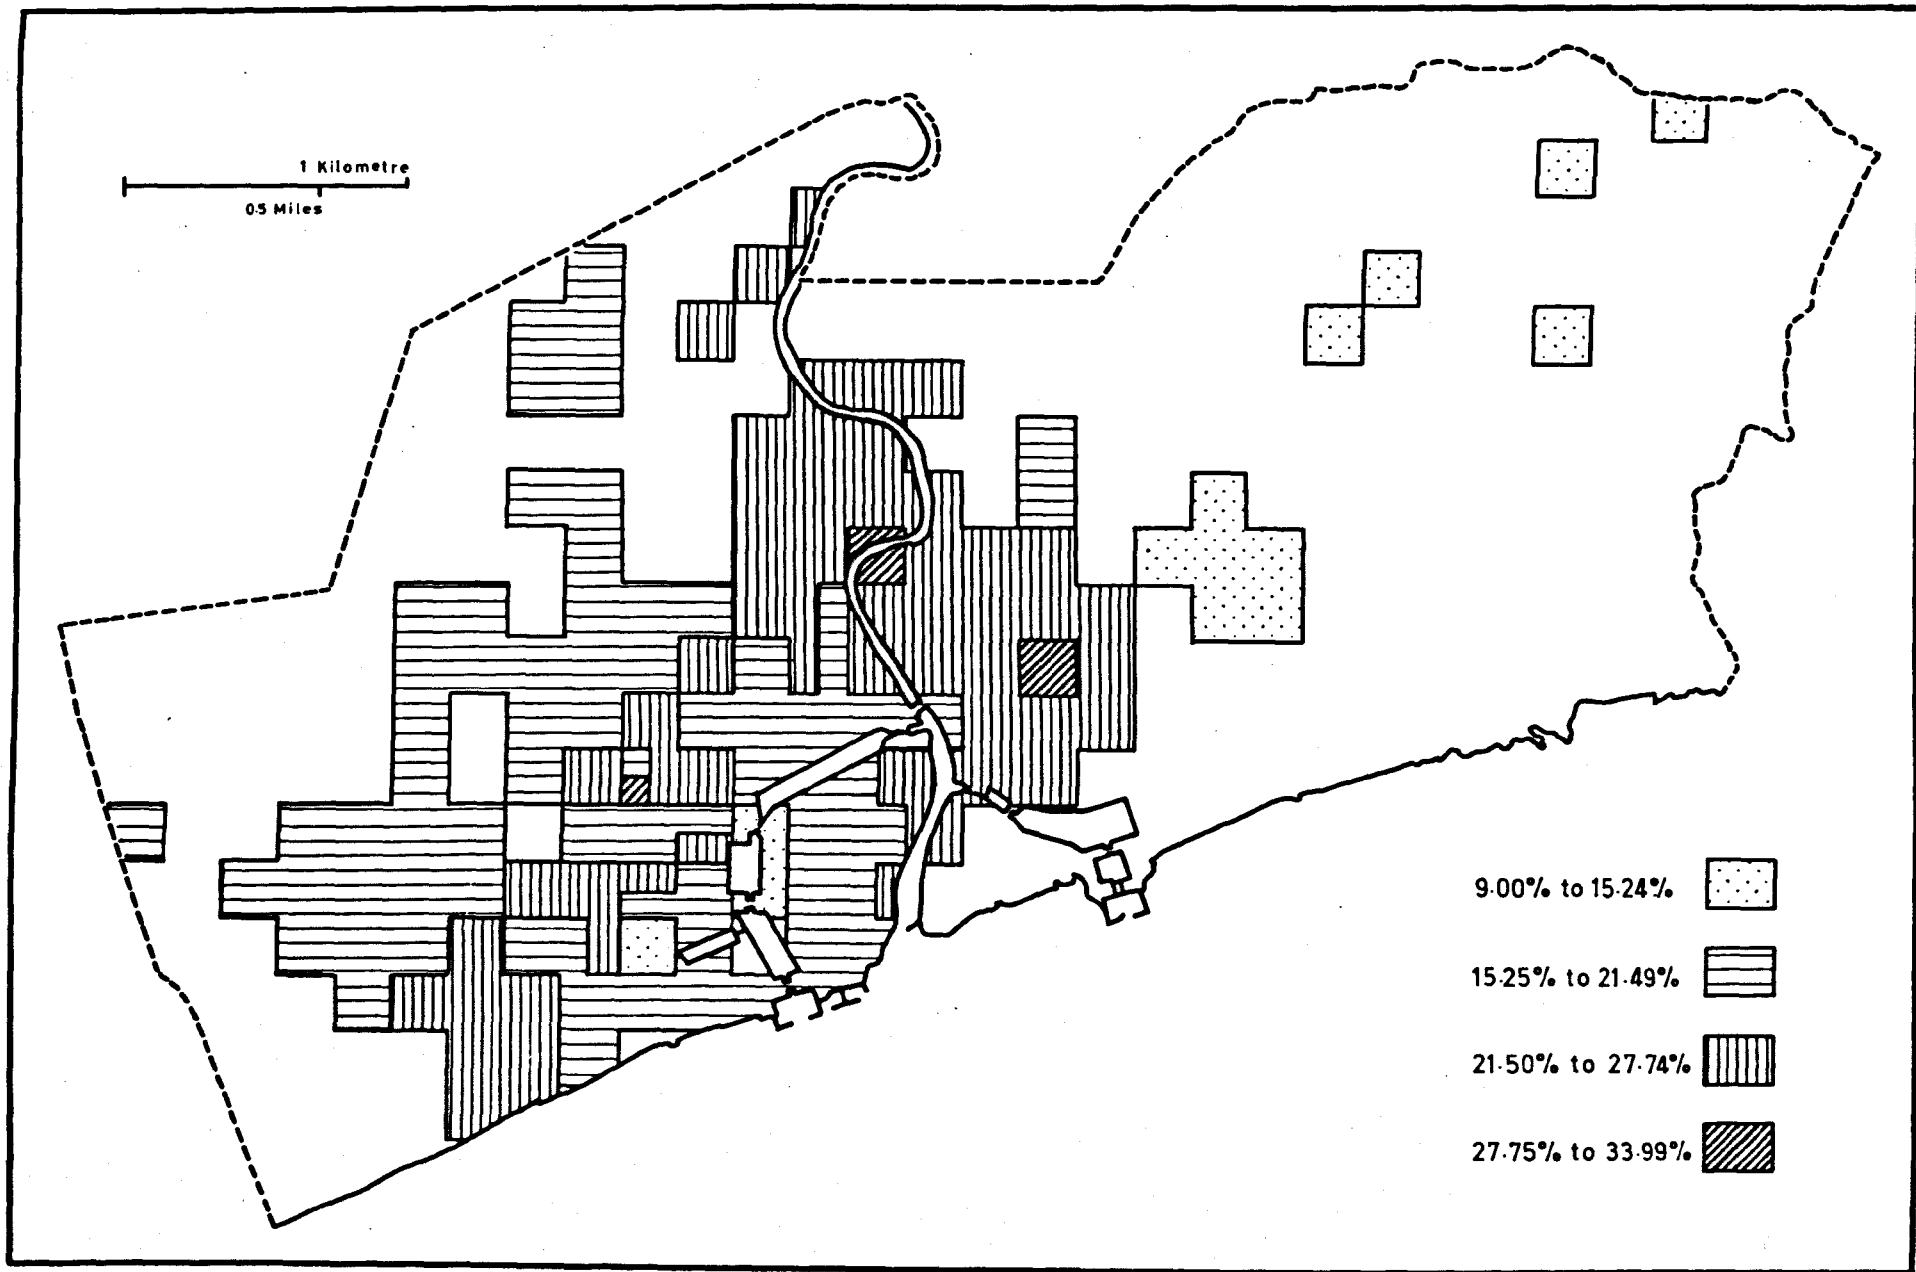 1 Kilometre
0·5 Miles
9·00% to 15·24%
15·25% to 21·49%
21·50% to 27·74%
27·75% to 33·99%